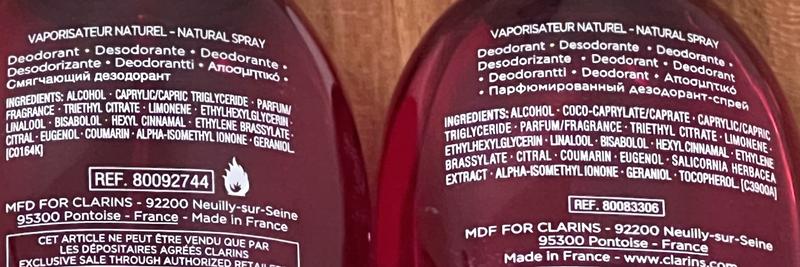 VAPORISATEUR NATUREL - NATURAL SPRAY
Deodorant • Desodorante • Deodorante •
Desodorizante • Deodorantti • Αποσμητικό •
Смягчающий дезодорант
INGREDIENTS: ALCOHOL · CAPRYLIC/CAPRIC TRIGLYCERIDE · PARFUM/
FRAGRANCE · TRIETHYL CITRATE · LIMONENE · ETHYLHEXYLGLYCERIN ·
LINALOOL · BISABOLOL · HEXYL CINNAMAL · ETHYLENE BRASSYLATE ·
CITRAL · EUGENOL · COUMARIN · ALPHA-ISOMETHYL IONONE · GERANIOL.
[C0164K]
REF. 80092744
MFD FOR CLARINS - 92200 Neuilly-sur-Seine
95300 Pontoise - France - Made in France
CET ARTICLE NE PEUT ÊTRE VENDU QUE PAR
LES DÉPOSITAIRES AGRÉÉS CLARINS
EXCLUSIVE SALE THROUGH AUTHORIZED
VAPORISATEUR NATUREL - NATURAL SPRAY
Deodorant • Desodorante • Deodorante •
Desodorizante • Deodorant • Deodorant
• Deodorantti • Deodorant • Αποσμητικό
• Парфюмированный дезодорант-спрей
INGREDIENTS: ALCOHOL · COCO-CAPRYLATE/CAPRATE · CAPRYLIC/CAPRIC
TRIGLYCERIDE · PARFUM/FRAGRANCE · TRIETHYL CITRATE · LIMONENE ·
ETHYLHEXYLGLYCERIN · LINALOOL · BISABOLOL · HEXYL CINNAMAL · ETHYLENE
BRASSYLATE · CITRAL · COUMARIN · EUGENOL · SALICORNIA HERBACEA
EXTRACT · ALPHA-ISOMETHYL IONONE · GERANIOL · TOCOPHEROL. [C3900A]
REF. 80083306
MDF FOR CLARINS - 92200 Neuilly-sur-Seine
95300 Pontoise - France
Made in France - www.clarins.com